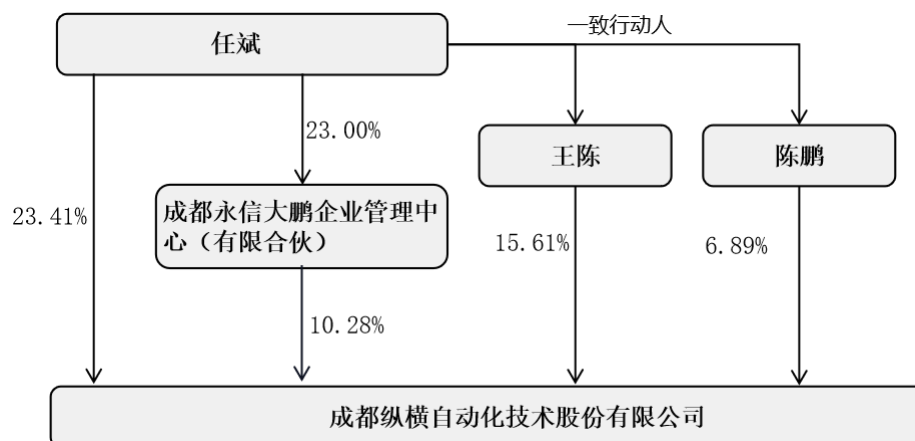 一致行动人
任斌
23.00%
王陈
陈鹏
成都永信大鹏企业管理中
心（有限合伙）
23.41%
15.61%
6.89%
10.28%
成都纵横自动化技术股份有限公司